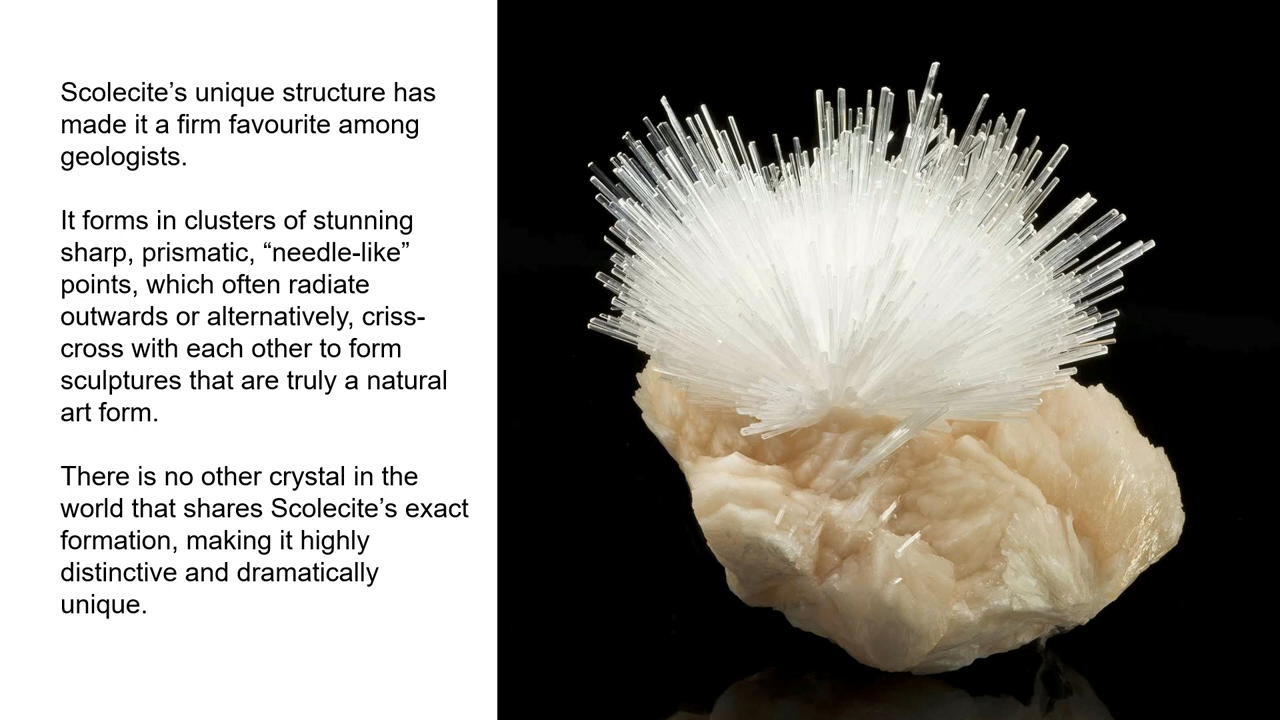 Scolecite’s unique structure has
made it a firm favourite among
geologists.
It forms in clusters of stunning
sharp, prismatic, “needle-like”
points, which often radiate
outwards or alternatively, criss-
cross with each other to form
sculptures that are truly a natural
art form.
There is no other crystal in the
world that shares Scolecite’s exact
formation, making it highly
distinctive and dramatically
unique.